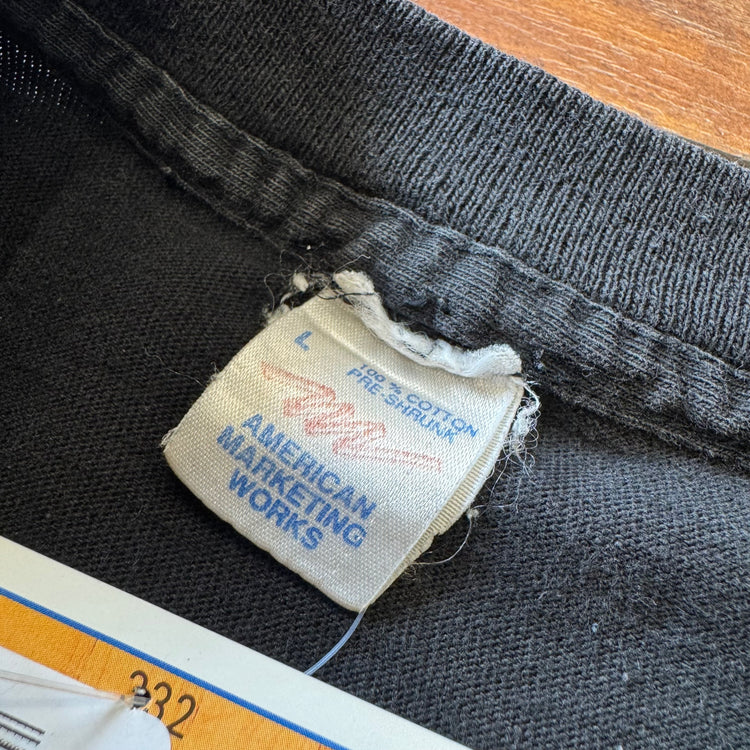 L
100 % COTTON
PRE-SHRUNK
AMERICAN
MARKETING
WORKS
332